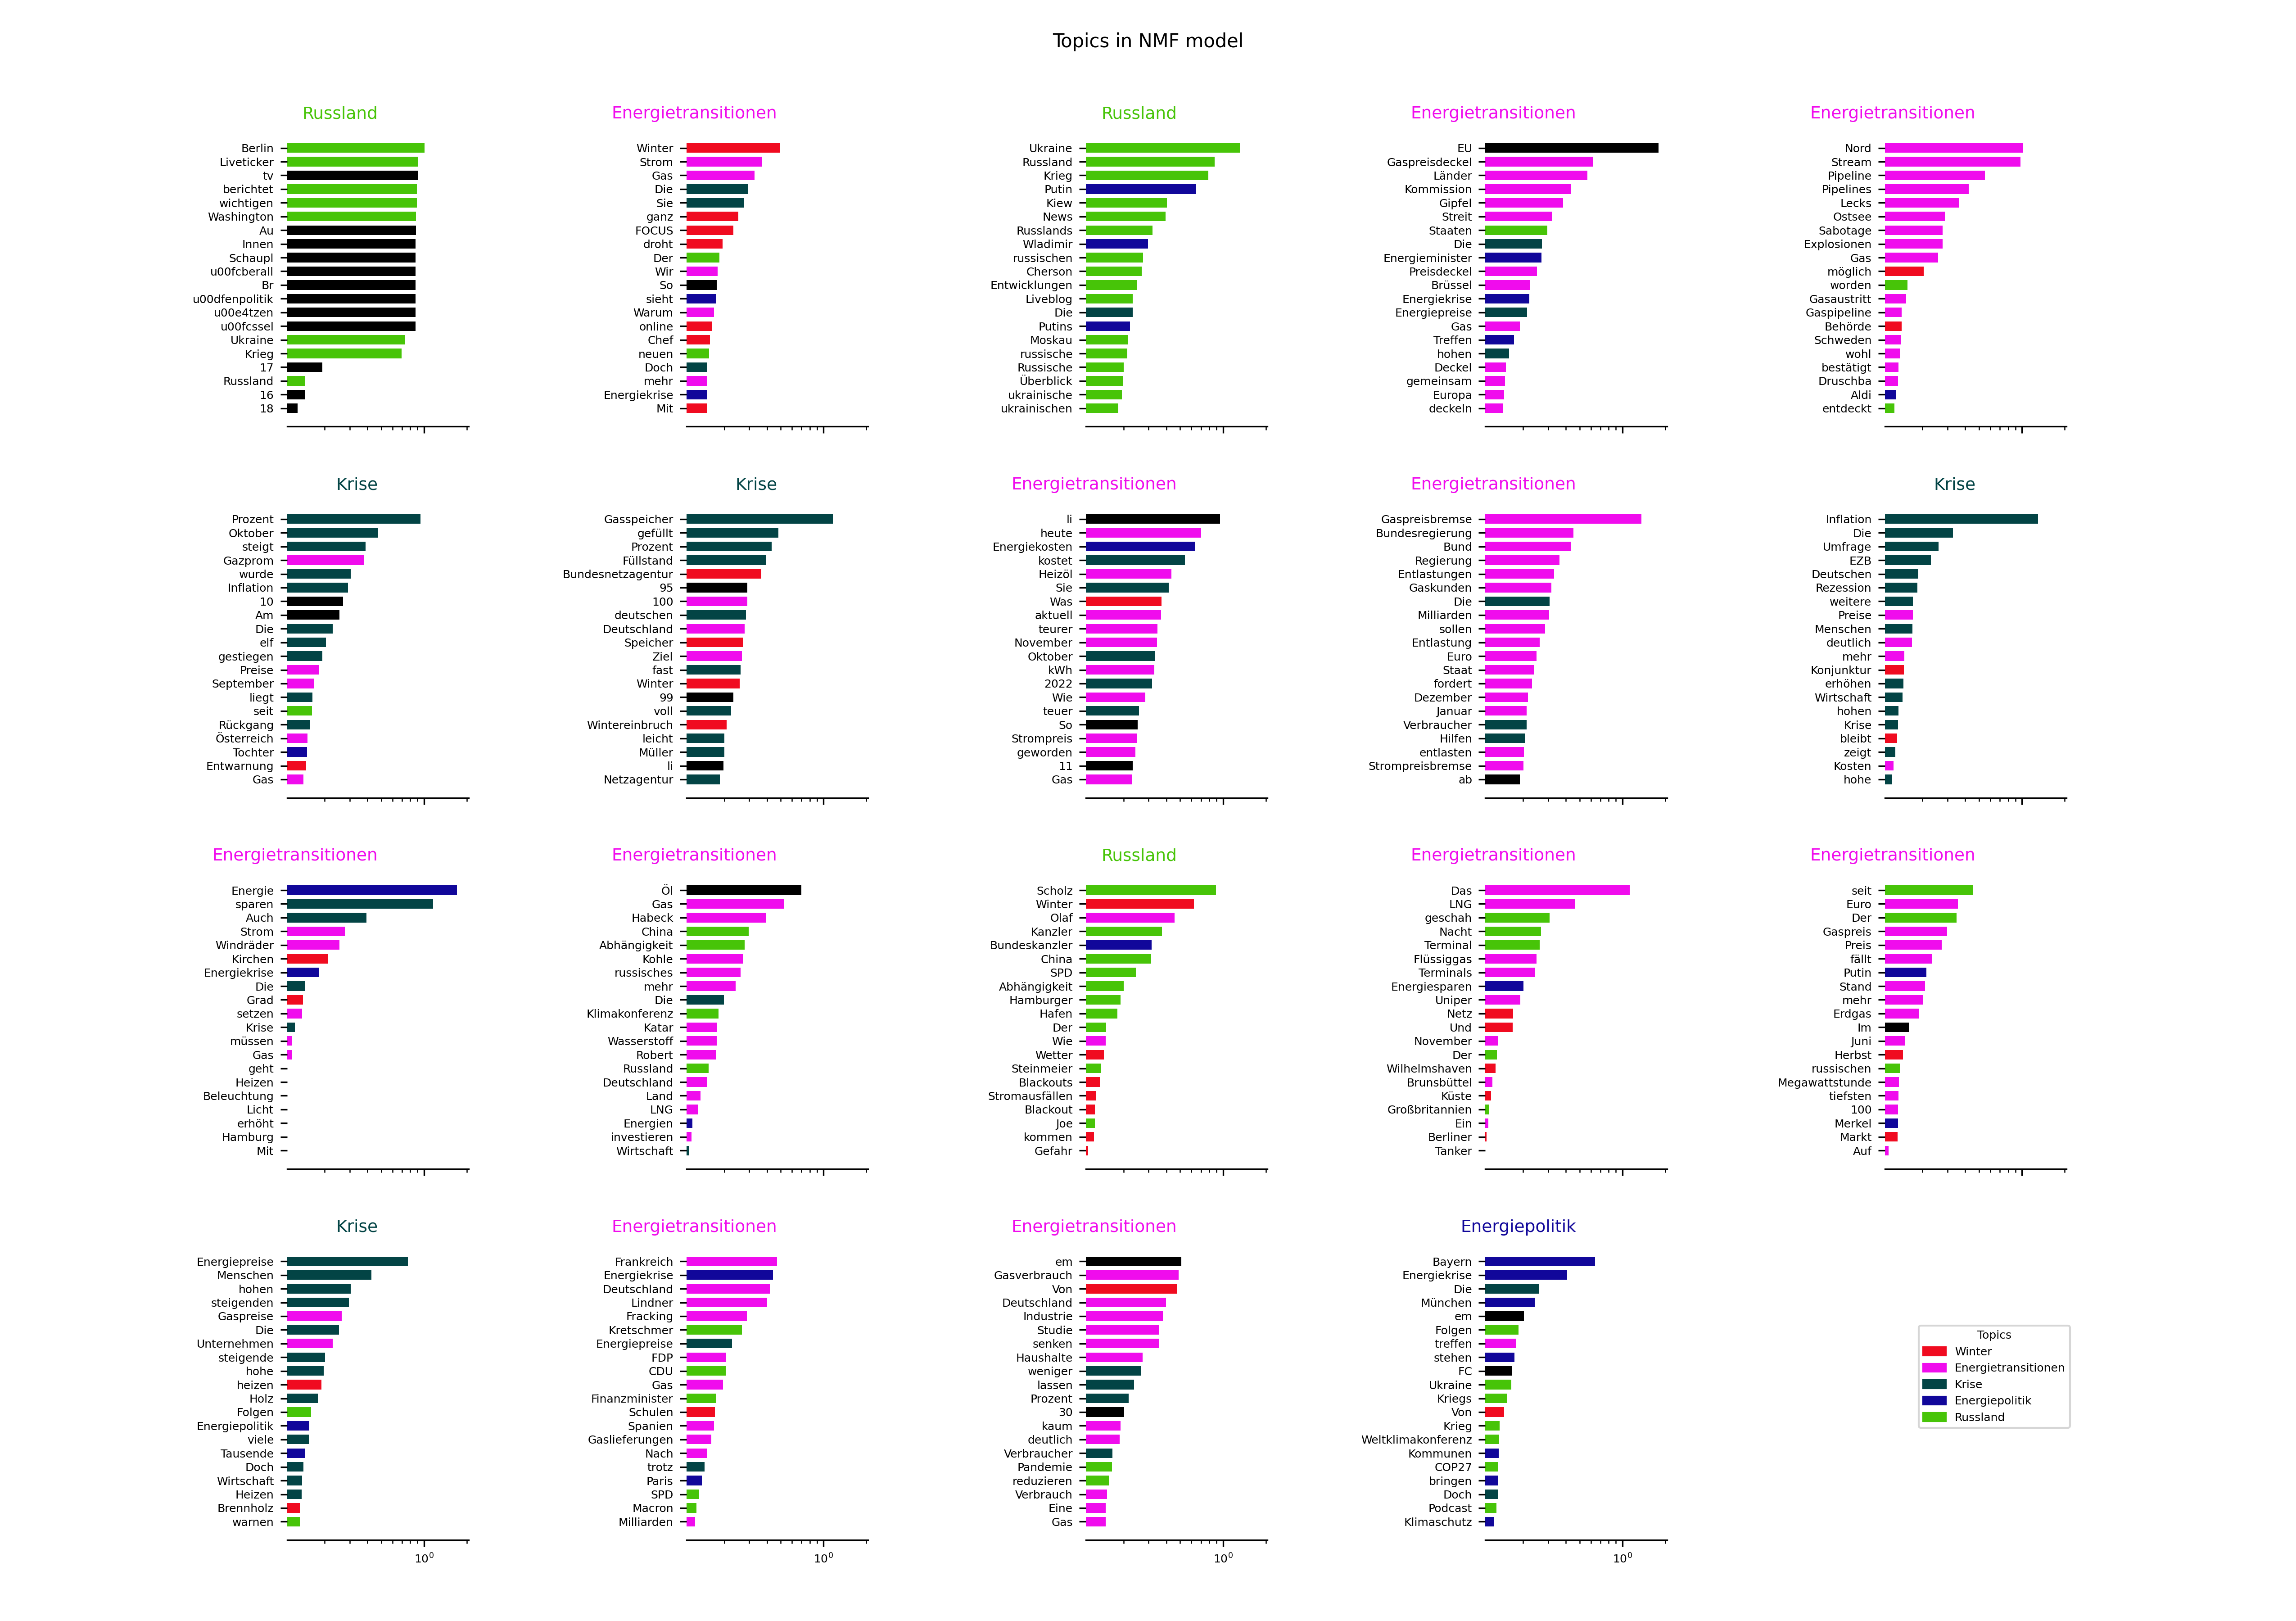 Topics in NMF model
Russland
Berlin
Liveticker
tv
berichtet
wichtigen
Washington
Au
Innen
Schaupl
u00fcberall
Br
u00dfenpolitik
u00e4tzen
u00fcssel
Ukraine
Krieg
17
Russland
16
18
Energietransitionen
Winter
Strom
Gas
Die
Sie
ganz
FOCUS
droht
Der
Wir
So
sieht
Warum
online
Chef
neuen
Doch
mehr
Energiekrise
Mit
Russland
Ukraine
Russland
Krieg
Putin
Kiew
News
Russlands
Wladimir
russischen
Cherson
Entwicklungen
Liveblog
Die
Putins
Moskau
russische
Russische
Überblick
ukrainische
ukrainischen
Energietransitionen
EU
Gaspreisdeckel
Länder
Kommission
Gipfel
Streit
Staaten
Die
Energieminister
Preisdeckel
Brüssel
Energiekrise
Energiepreise
Gas
Treffen
hohen
Deckel
gemeinsam
Europa
deckeln
Energietransitionen
Nord
Stream
Pipeline
Pipelines
Lecks
Ostsee
Sabotage
Explosionen
Gas
möglich
worden
Gasaustritt
Gaspipeline
Behörde
Schweden
wohl
bestätigt
Druschba
Aldi
entdeckt
Krise
Prozent
Oktober
steigt
Gazprom
wurde
Inflation
10
Am
Die
elf
gestiegen
Preise
September
liegt
seit
Rückgang
Österreich
Tochter
Entwarnung
Gas
Krise
Gasspeicher
gefüllt
Prozent
Füllstand
Bundesnetzagentur
95
100
deutschen
Deutschland
Speicher
Ziel
fast
Winter
99
voll
Wintereinbruch
leicht
Müller
li
Netzagentur
Energietransitionen
li
heute
Energiekosten
kostet
Heizöl
Sie
Was
aktuell
teurer
November
Oktober
kWh
2022
Wie
teuer
So
Strompreis
geworden
11
Gas
Energietransitionen
Gaspreisbremse
Bundesregierung
Bund
Regierung
Entlastungen
Gaskunden
Die
Milliarden
sollen
Entlastung
Euro
Staat
fordert
Dezember
Januar
Verbraucher
Hilfen
entlasten
Strompreisbremse
ab
Krise
Inflation
Die
Umfrage
EZB
Deutschen
Rezession
weitere
Preise
Menschen
deutlich
mehr
Konjunktur
erhöhen
Wirtschaft
hohen
Krise
bleibt
zeigt
Kosten
hohe
Energietransitionen
Energie
sparen
Auch
Strom
Windräder
Kirchen
Energiekrise
Die
Grad
setzen
Krise
müssen
Gas
geht
Heizen
Beleuchtung
Licht
erhöht
Hamburg
Mit
Energietransitionen
Öl
Gas
Habeck
China
Abhängigkeit
Kohle
russisches
mehr
Die
Klimakonferenz
Katar
Wasserstoff
Robert
Russland
Deutschland
Land
LNG
Energien
investieren
Wirtschaft
Russland
Scholz
Winter
Olaf
Kanzler
Bundeskanzler
China
SPD
Abhängigkeit
Hamburger
Hafen
Der
Wie
Wetter
Steinmeier
Blackouts
Stromausfällen
Blackout
Joe
kommen
Gefahr
Energietransitionen
Das
LNG
geschah
Nacht
Terminal
Flüssiggas
Terminals
Energiesparen
Uniper
Netz
Und
November
Der
Wilhelmshaven
Brunsbüttel
Küste
Großbritannien
Ein
Berliner
Tanker
Energietransitionen
seit
Euro
Der
Gaspreis
Preis
fällt
Putin
Stand
mehr
Erdgas
Im
Juni
Herbst
russischen
Megawattstunde
tiefsten
100
Merkel
Markt
Auf
Krise
Energiepreise
Menschen
hohen
steigenden
Gaspreise
Die
Unternehmen
steigende
hohe
heizen
Holz
Folgen
Energiepolitik
viele
Tausende
Doch
Wirtschaft
Heizen
Brennholz
warnen
10⁰
Energietransitionen
Frankreich
Energiekrise
Deutschland
Lindner
Fracking
Kretschmer
Energiepreise
FDP
CDU
Gas
Finanzminister
Schulen
Spanien
Gaslieferungen
Nach
trotz
Paris
SPD
Macron
Milliarden
10⁰
Energietransitionen
em
Gasverbrauch
Von
Deutschland
Industrie
Studie
senken
Haushalte
weniger
lassen
Prozent
30
kaum
deutlich
Verbraucher
Pandemie
reduzieren
Verbrauch
Eine
Gas
10⁰
Energiepolitik
Bayern
Energiekrise
Die
München
em
Folgen
treffen
stehen
FC
Ukraine
Kriegs
Von
Krieg
Weltklimakonferenz
Kommunen
COP27
bringen
Doch
Podcast
Klimaschutz
10⁰
Topics
Winter
Energietransitionen
Krise
Energiepolitik
Russland